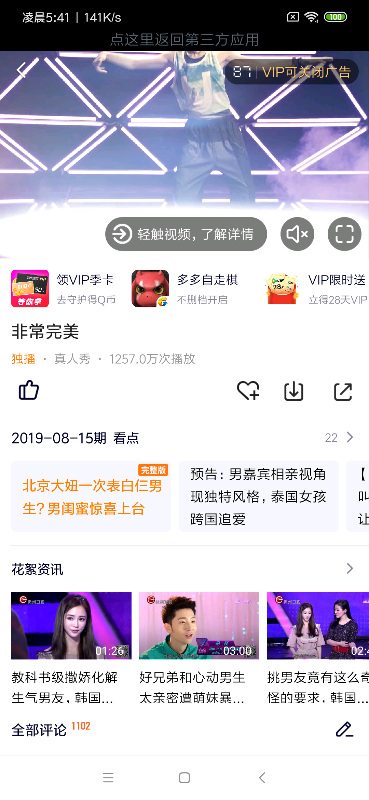 凌晨5:41 | 141K/s
100
点这里返回第三方应用
87 | VIP可关闭广告
轻触视频，了解详情
领VIP季卡
去守护得Q币
多多自走棋
不删档开启
VIP限时送
立得28天VIP
非常完美
独播 · 真人秀 · 1257.0万次播放
2019-08-15期 看点
22
完整版
北京大妞一次表白仨男
生？男闺蜜惊喜上台
预告：男嘉宾相亲视角
现独特风格，泰国女孩
跨国追爱
【
叫
让
花絮资讯
01:26
03:00
02:4
教科书级撒娇化解
生气男友，韩国...
好兄弟和心动男生
太亲密遭萌妹暴...
挑男友竟有这么奇
怪的要求，韩国...
全部评论 1102